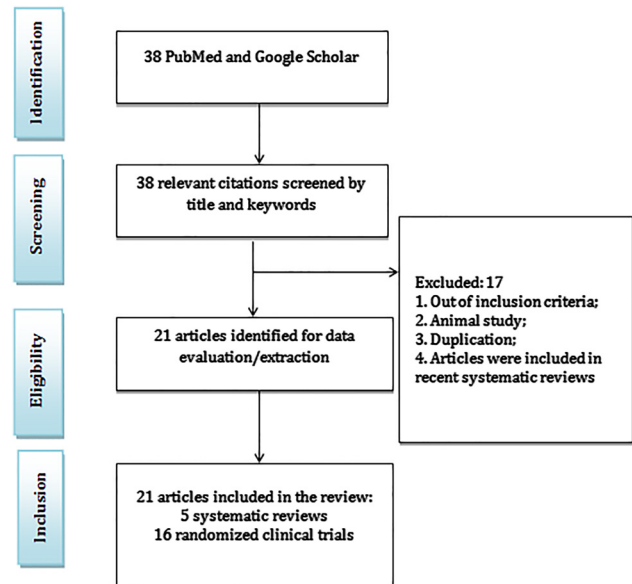 Identification
38 PubMed and Google Scholar
Screening
38 relevant citations screened by
title and keywords
Excluded: 17
1. Out of inclusion criteria;
2. Animal study;
3. Duplication;
4. Articles were included in
recent systematic reviews
Eligibility
21 articles identified for data
evaluation/extraction
Inclusion
21 articles included in the review:
5 systematic reviews
16 randomized clinical trials